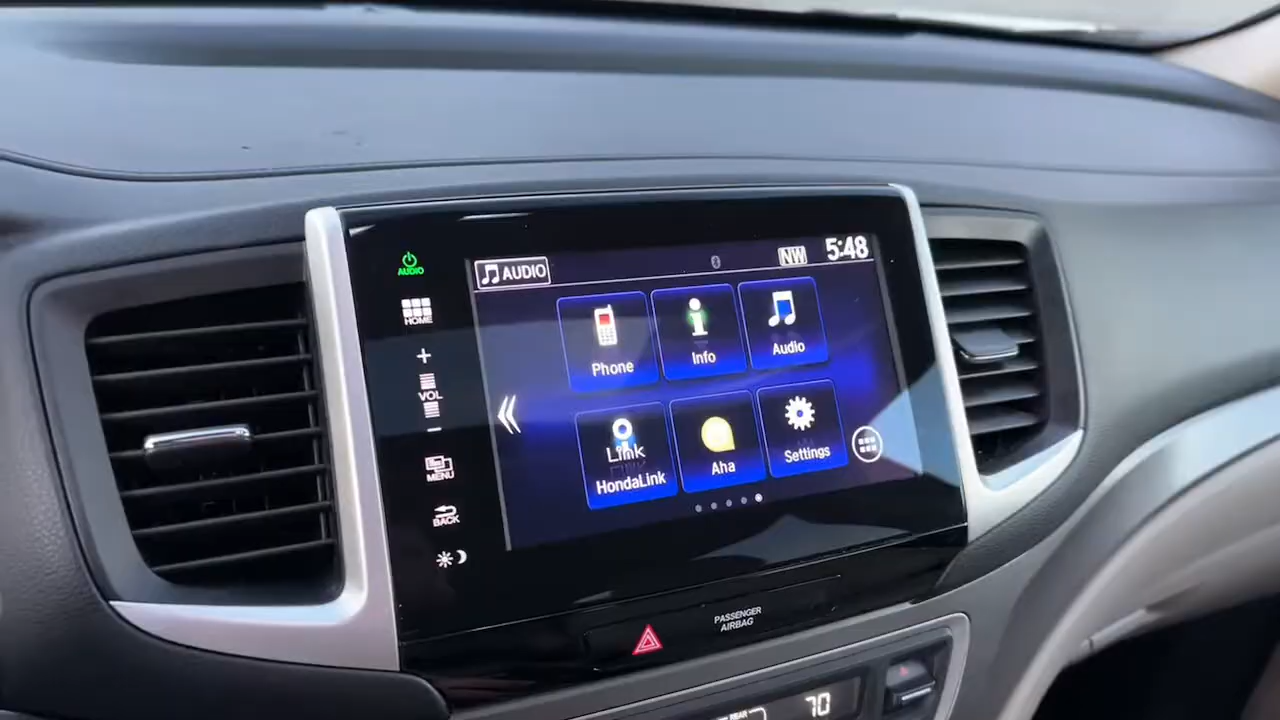 AUDIO
HOME
+
VOL
-
MENU
BACK
AUDIO
NW
5:48
Phone
Info
Audio
Link
HondaLink
Aha
Settings
PASSENGER
AIRBAG
REAR
70